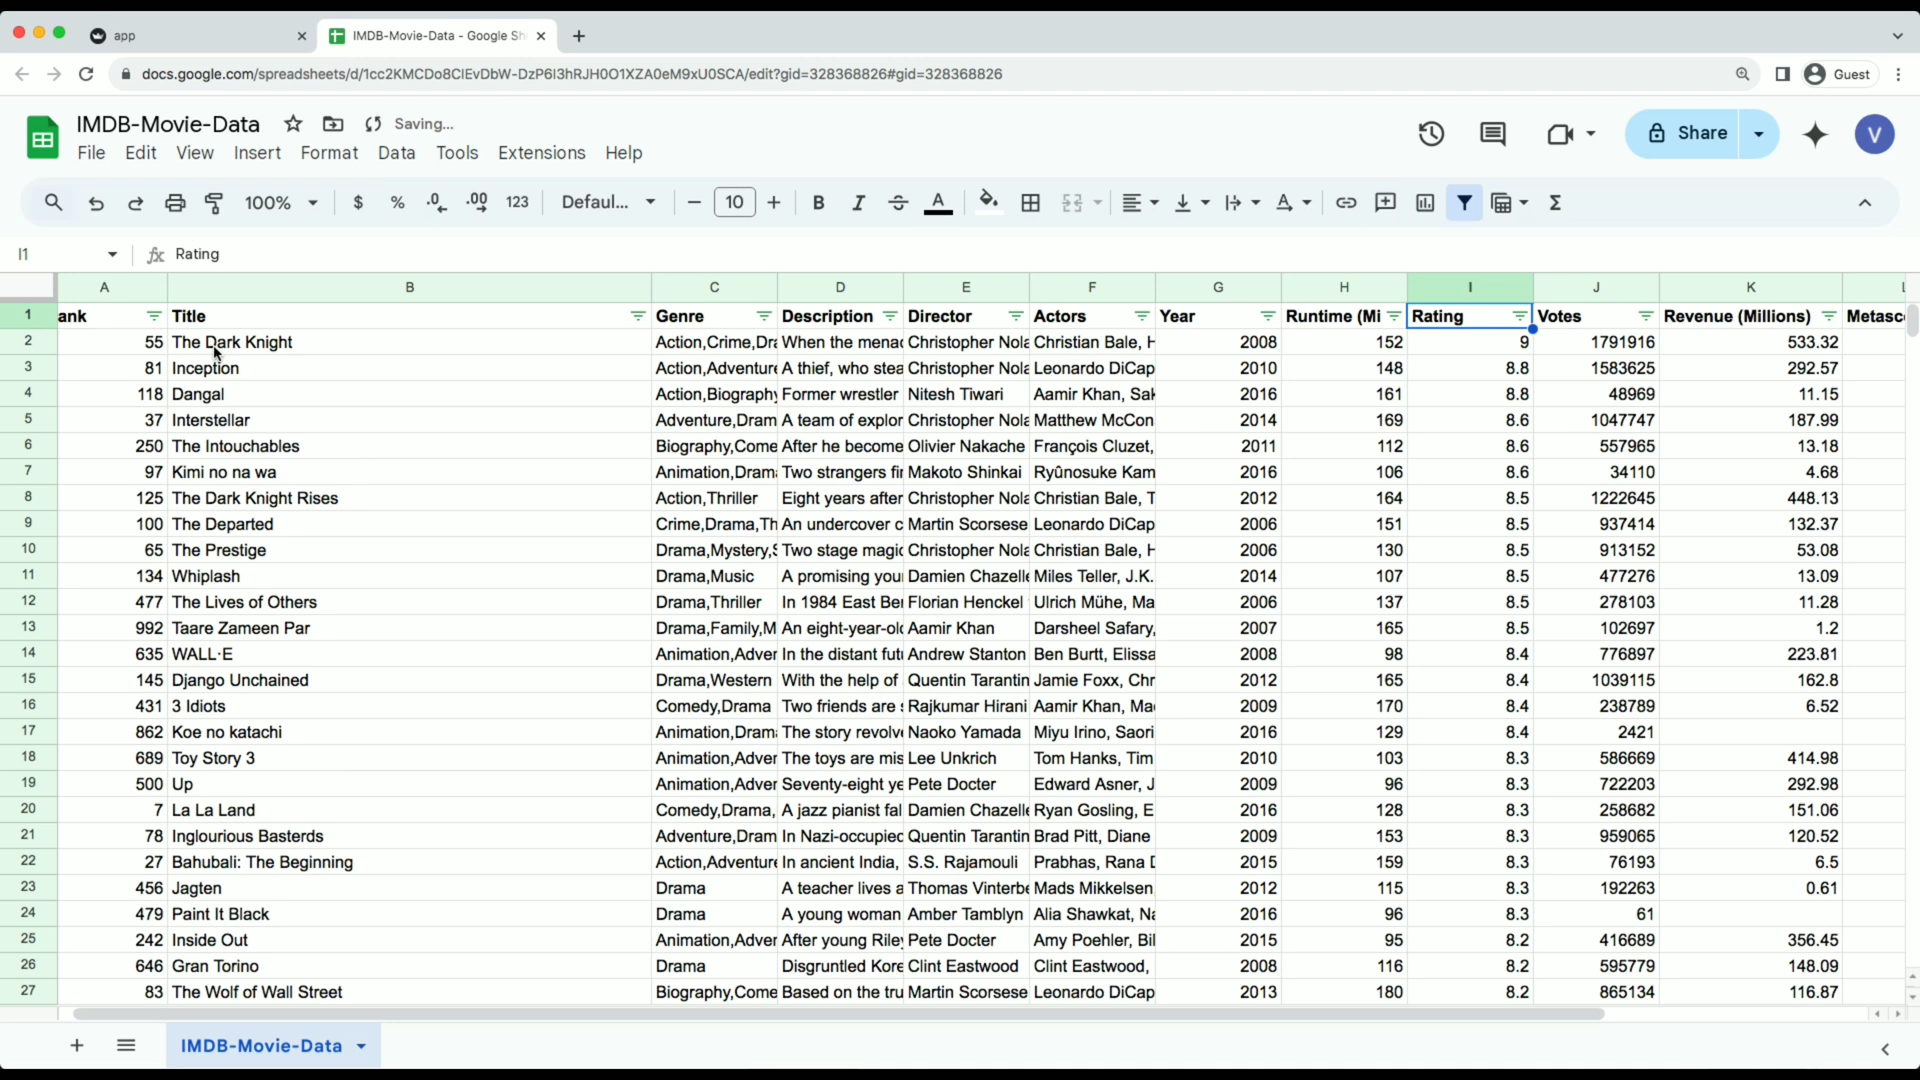 app
IMDB-Movie-Data - Google Sh
docs.google.com/spreadsheets/d/1cc2KMCDo8CIEvDbW-DzP6I3hRJH0O1XZA0eM9xU0SCA/edit?gid=328368826#gid=328368826
Guest
IMDB-Movie-Data Saving...
File Edit View Insert Format Data Tools Extensions Help
Share V
100% $ % .0 .00 123 Defaul... 10 B I A
I1 fx Rating
A B C D E F G H I J K L
1 ank Title Genre Description Director Actors Year Runtime (Mi Rating Votes Revenue (Millions) Metasc
2 55 The Dark Knight Action,Crime,Dra When the menac Christopher Nola Christian Bale, H 2008 152 9 1791916 533.32
3 81 Inception Action,Adventure A thief, who stea Christopher Nola Leonardo DiCap 2010 148 8.8 1583625 292.57
4 118 Dangal Action,Biography Former wrestler Nitesh Tiwari Aamir Khan, Sak 2016 161 8.8 48969 11.15
5 37 Interstellar Adventure,Dram A team of explor Christopher Nola Matthew McCon 2014 169 8.6 1047747 187.99
6 250 The Intouchables Biography,Come After he become Olivier Nakache François Cluzet, 2011 112 8.6 557965 13.18
7 97 Kimi no na wa Animation,Drama Two strangers fin Makoto Shinkai Ryûnosuke Kam 2016 106 8.6 34110 4.68
8 125 The Dark Knight Rises Action,Thriller Eight years after Christopher Nola Christian Bale, T 2012 164 8.5 1222645 448.13
9 100 The Departed Crime,Drama,Th An undercover c Martin Scorsese Leonardo DiCap 2006 151 8.5 937414 132.37
10 65 The Prestige Drama,Mystery,S Two stage magic Christopher Nola Christian Bale, H 2006 130 8.5 913152 53.08
11 134 Whiplash Drama,Music A promising you Damien Chazelle Miles Teller, J.K. 2014 107 8.5 477276 13.09
12 477 The Lives of Others Drama,Thriller In 1984 East Ber Florian Henckel Ulrich Mühe, Ma 2006 137 8.5 278103 11.28
13 992 Taare Zameen Par Drama,Family,M An eight-year-old Aamir Khan Darsheel Safary, 2007 165 8.5 102697 1.2
14 635 WALL·E Animation,Adver In the distant futu Andrew Stanton Ben Burtt, Elissa 2008 98 8.4 776897 223.81
15 145 Django Unchained Drama,Western With the help of Quentin Tarantin Jamie Foxx, Chr 2012 165 8.4 1039115 162.8
16 431 3 Idiots Comedy,Drama Two friends are s Rajkumar Hirani Aamir Khan, Mad 2009 170 8.4 238789 6.52
17 862 Koe no katachi Animation,Drama The story revolve Naoko Yamada Miyu Irino, Saori 2016 129 8.4 2421
18 689 Toy Story 3 Animation,Adver The toys are mis Lee Unkrich Tom Hanks, Tim 2010 103 8.3 586669 414.98
19 500 Up Animation,Adver Seventy-eight ye Pete Docter Edward Asner, J 2009 96 8.3 722203 292.98
20 7 La La Land Comedy,Drama, A jazz pianist fal Damien Chazelle Ryan Gosling, E 2016 128 8.3 258682 151.06
21 78 Inglourious Basterds Adventure,Dram In Nazi-occupied Quentin Tarantin Brad Pitt, Diane 2009 153 8.3 959065 120.52
22 27 Bahubali: The Beginning Action,Adventure In ancient India, S.S. Rajamouli Prabhas, Rana D 2015 159 8.3 76193 6.5
23 456 Jagten Drama A teacher lives a Thomas Vinterbe Mads Mikkelsen, 2012 115 8.3 192263 0.61
24 479 Paint It Black Drama A young woman Amber Tamblyn Alia Shawkat, Na 2016 96 8.3 61
25 242 Inside Out Animation,Adver After young Riley Pete Docter Amy Poehler, Bil 2015 95 8.2 416689 356.45
26 646 Gran Torino Drama Disgruntled Kore Clint Eastwood Clint Eastwood, 2008 116 8.2 595779 148.09
27 83 The Wolf of Wall Street Biography,Come Based on the tru Martin Scorsese Leonardo DiCap 2013 180 8.2 865134 116.87
IMDB-Movie-Data